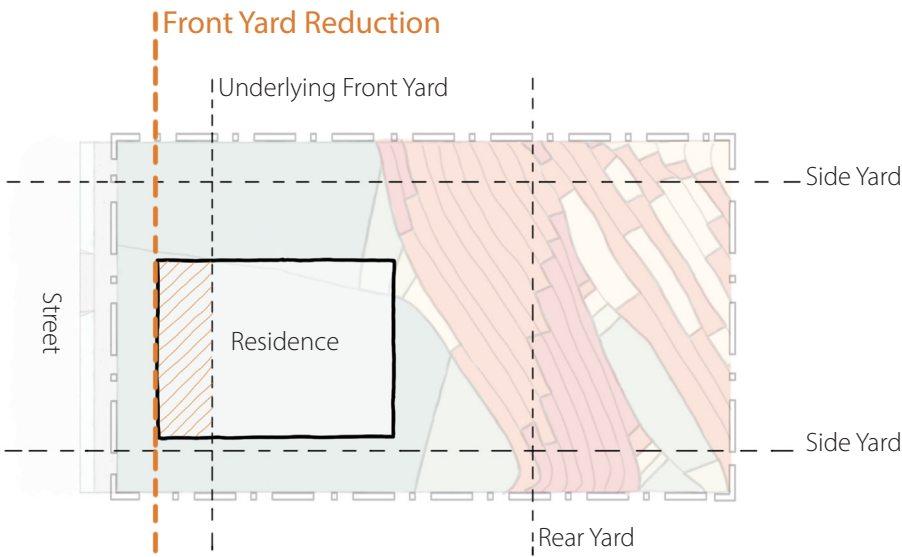 Front Yard Reduction
Underlying Front Yard
Side Yard
Street
Residence
Side Yard
Rear Yard